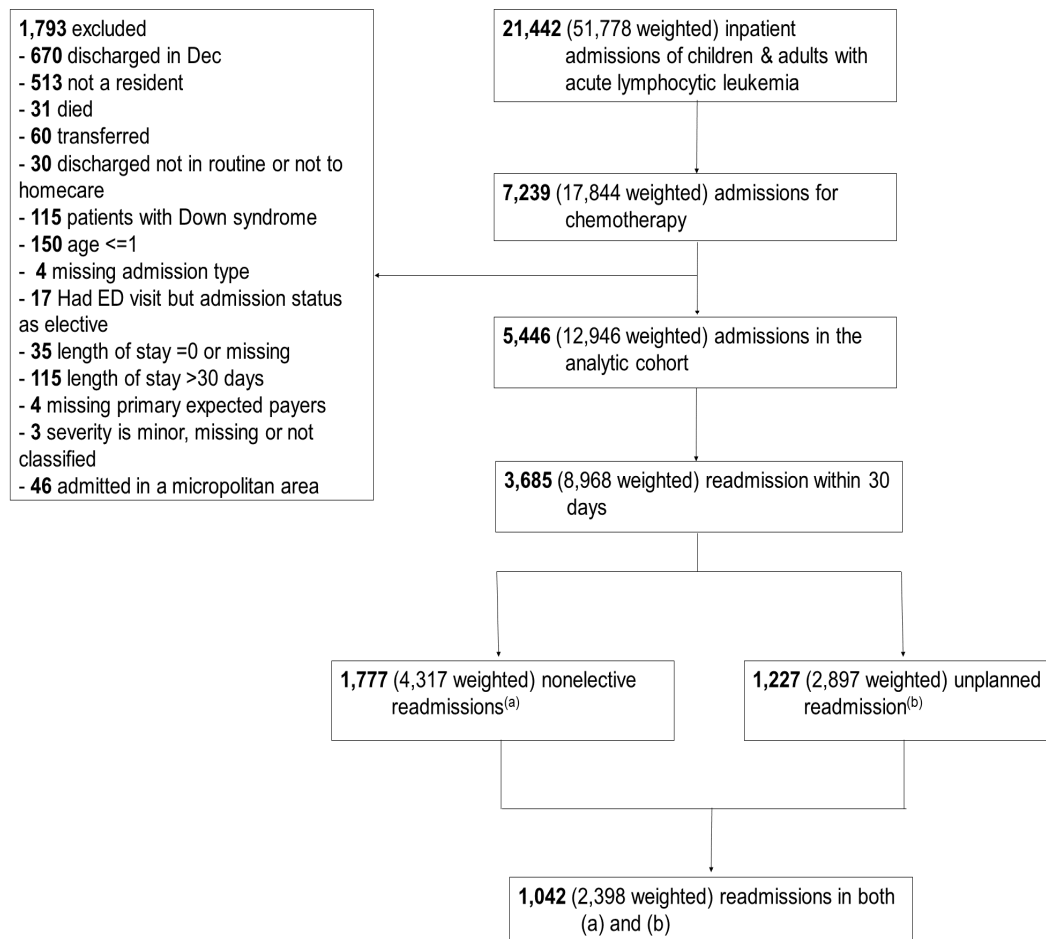 1,793 excluded
- 670 discharged in Dec
- 513 not a resident
- 31 died
- 60 transferred
- 30 discharged not in routine or not to
homecare
- 115 patients with Down syndrome
- 150 age <=1
- 4 missing admission type
- 17 Had ED visit but admission status
as elective
- 35 length of stay =0 or missing
- 115 length of stay >30 days
- 4 missing primary expected payers
- 3 severity is minor, missing or not
classified
- 46 admitted in a micropolitan area
21,442 (51,778 weighted) inpatient
admissions of children & adults with
acute lymphocytic leukemia
7,239 (17,844 weighted) admissions for
chemotherapy
5,446 (12,946 weighted) admissions in the
analytic cohort
3,685 (8,968 weighted) readmission within 30
days
1,777 (4,317 weighted) nonelective
readmissions(a)
1,227 (2,897 weighted) unplanned
readmission(b)
1,042 (2,398 weighted) readmissions in both
(a) and (b)